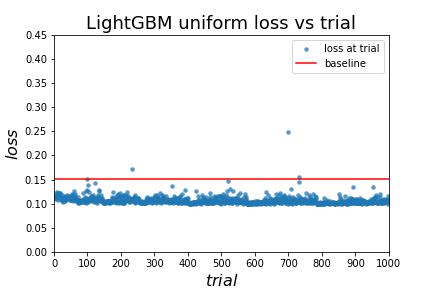 LightGBM uniform loss vs trial
loss at trial
baseline
loss
0.45
0.40
0.35
0.30
0.25
0.20
0.15
0.10
0.05
0.00
0 100 200 300 400 500 600 700 800 900 1000
trial